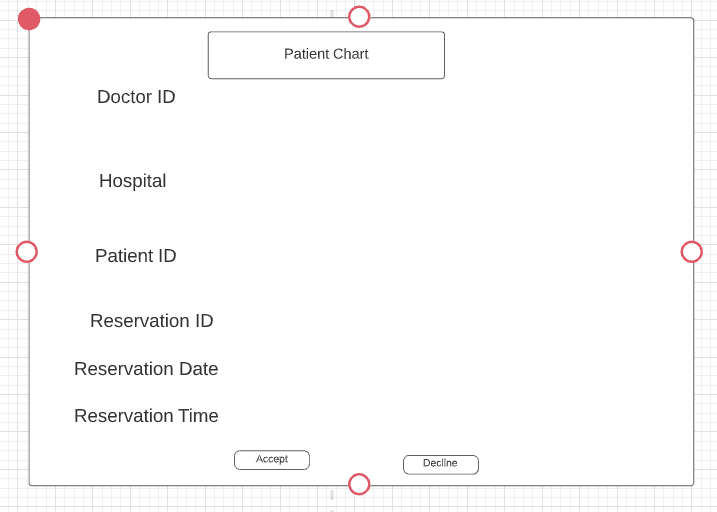 Patient Chart
Doctor ID
Hospital
Patient ID
Reservation ID
Reservation Date
Reservation Time
Accept
Decline